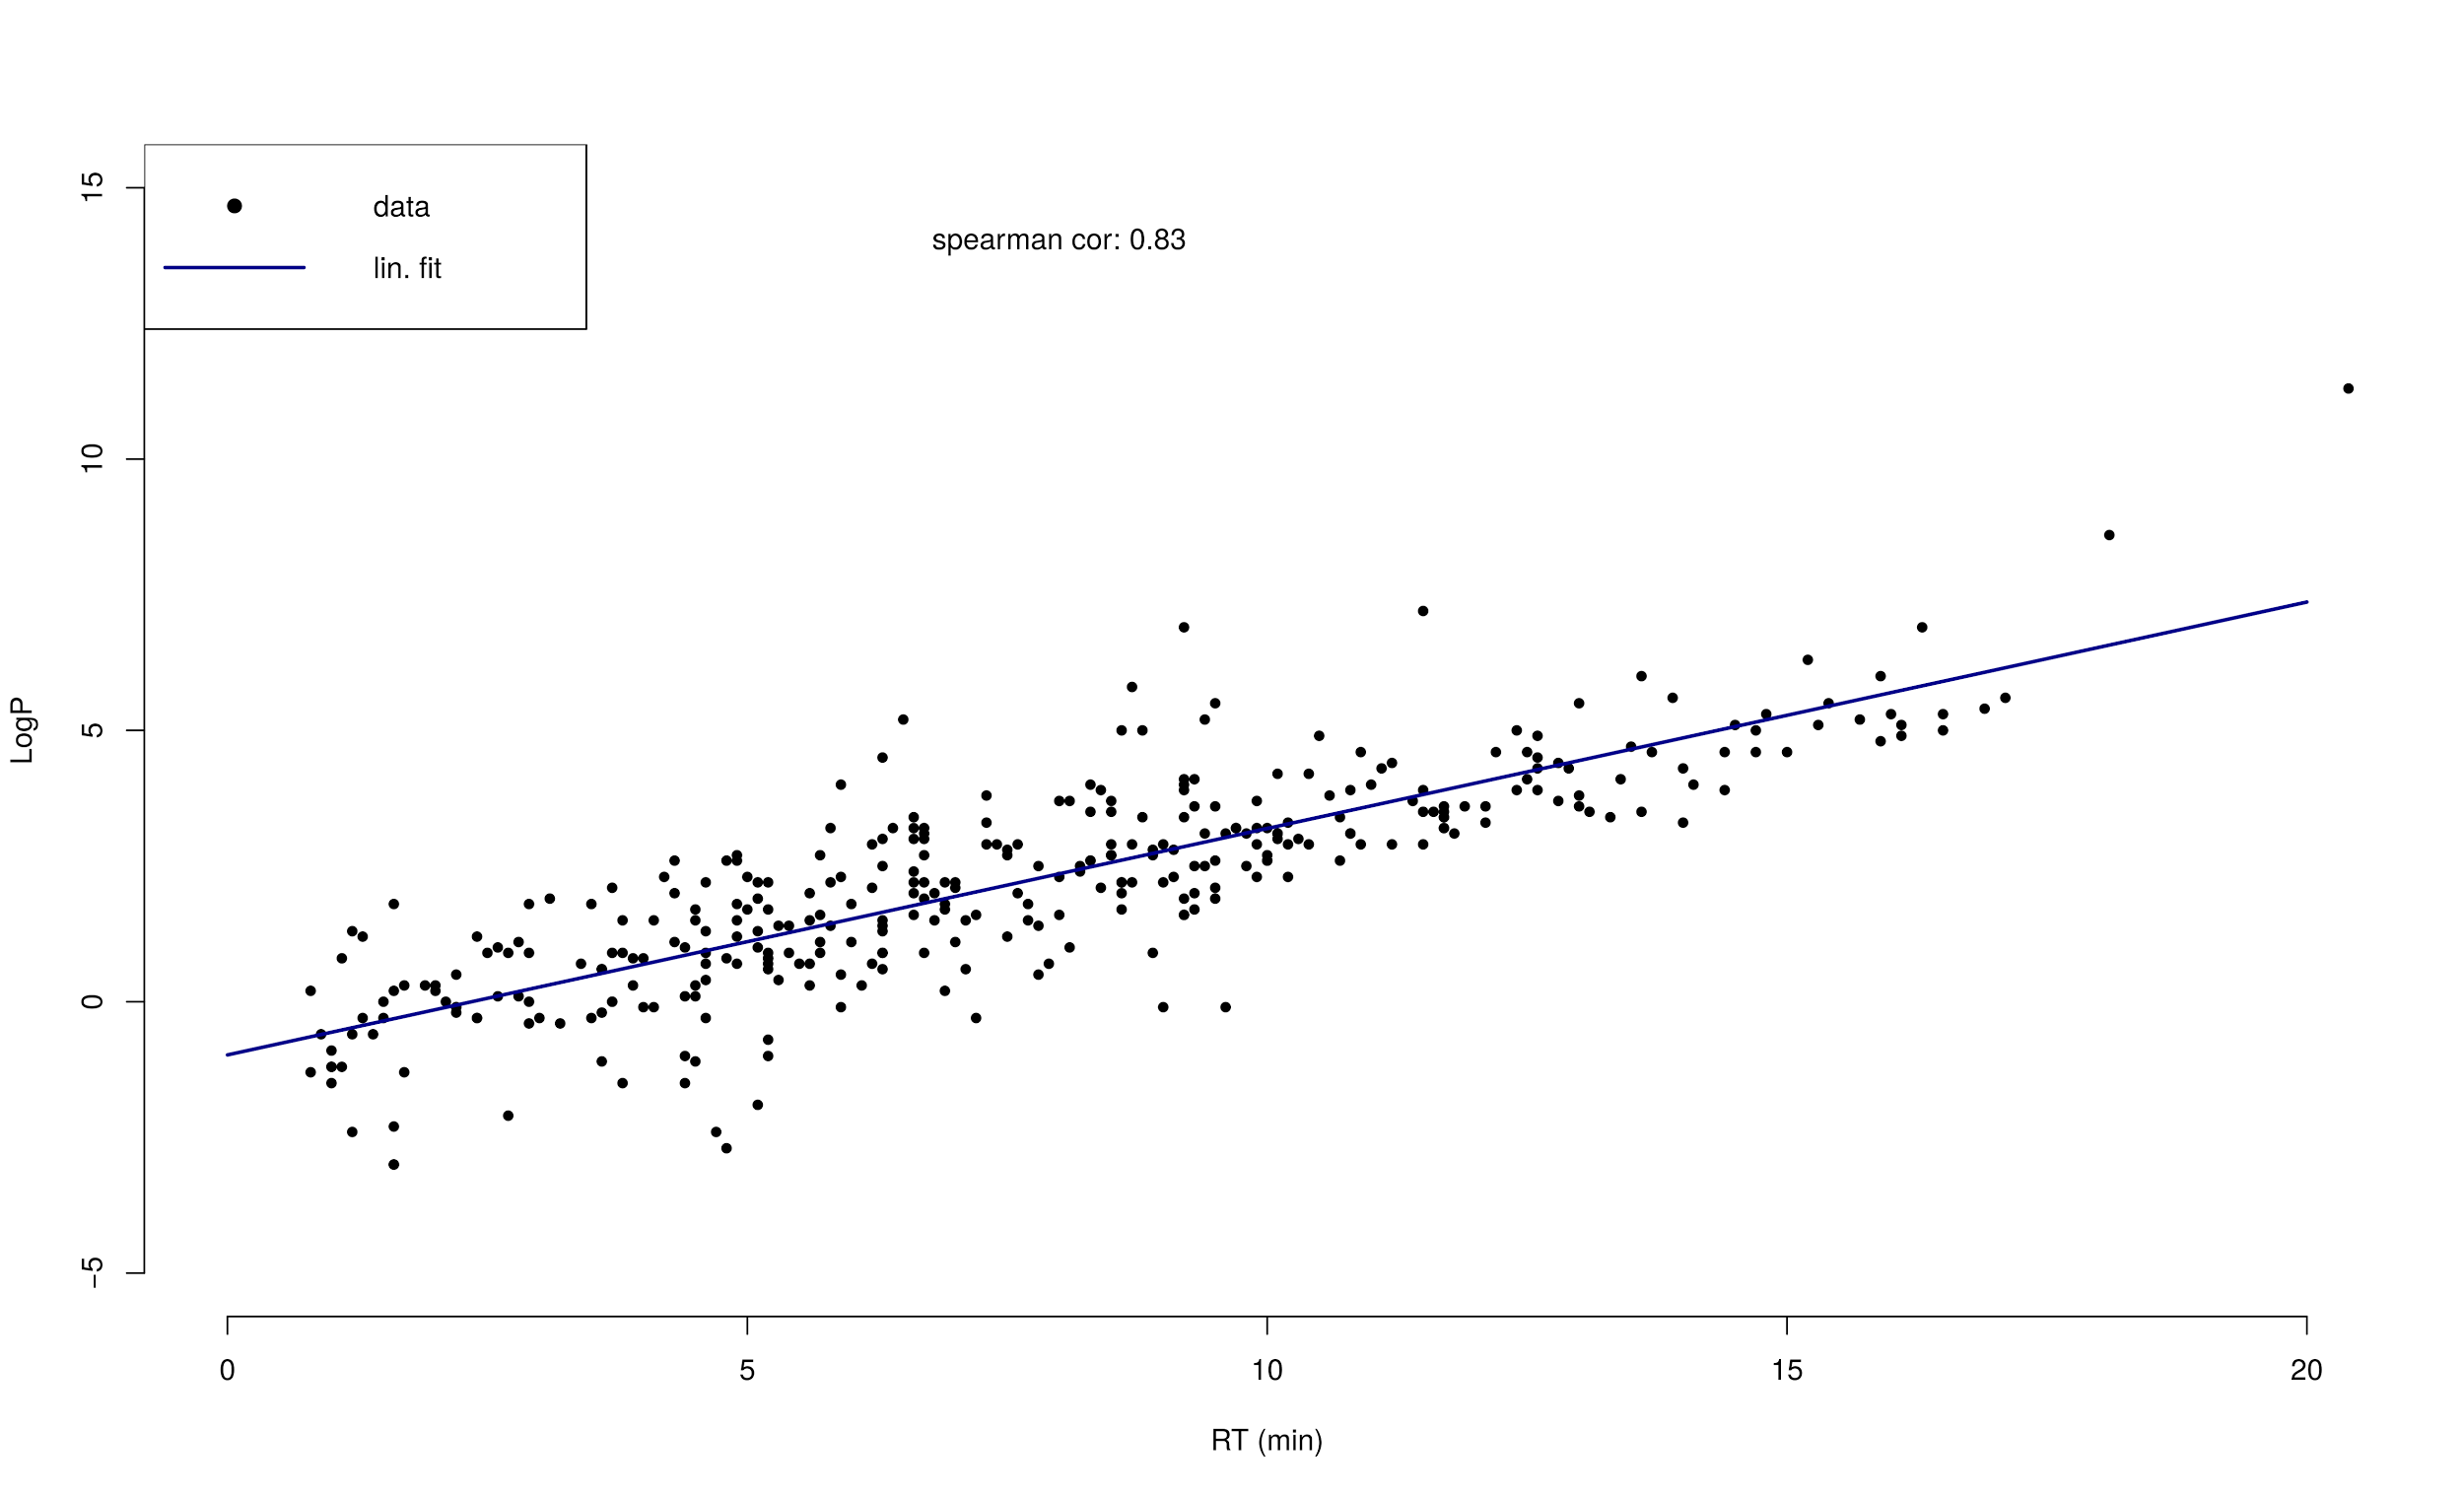 data
lin. fit
spearman cor: 0.83
15
10
5
0
−5
LogP
0 5 10 15 20
RT (min)